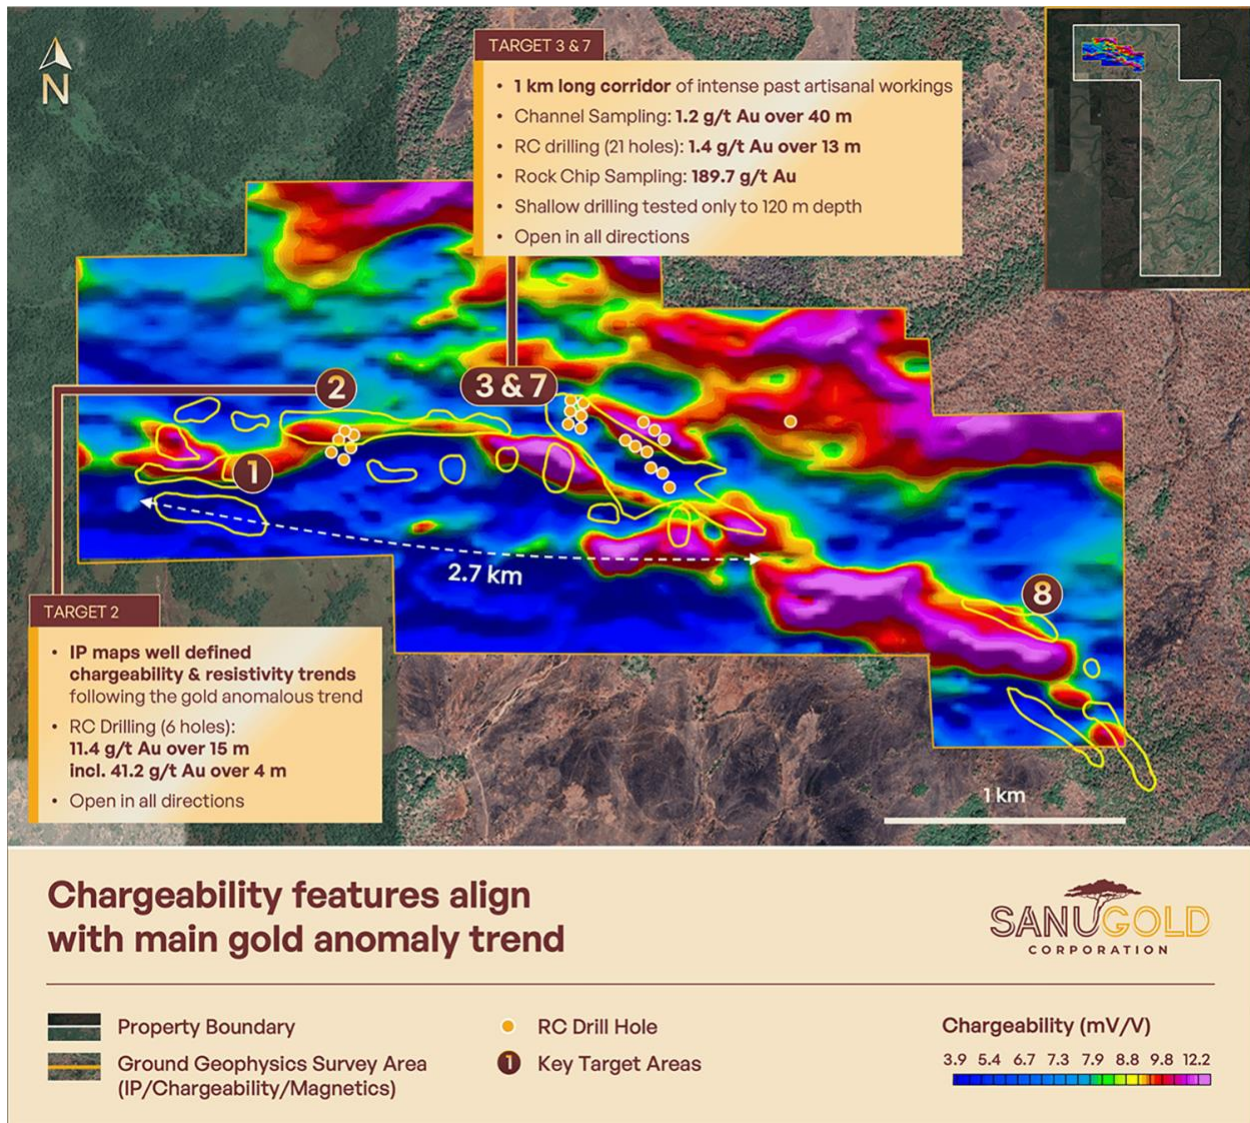 N
TARGET 3 & 7
• 1 km long corridor of intense past artisanal workings
• Channel Sampling: 1.2 g/t Au over 40 m
• RC drilling (21 holes): 1.4 g/t Au over 13 m
• Rock Chip Sampling: 189.7 g/t Au
• Shallow drilling tested only to 120 m depth
• Open in all directions
2
3 & 7
1
2.7 km
8
TARGET 2
• IP maps well defined
chargeability & resistivity trends
following the gold anomalous trend
• RC Drilling (6 holes):
11.4 g/t Au over 15 m
incl. 41.2 g/t Au over 4 m
• Open in all directions
1 km
Chargeability features align
with main gold anomaly trend
SANUGOLD
CORPORATION
Property Boundary
Ground Geophysics Survey Area
(IP/Chargeability/Magnetics)
RC Drill Hole
1 Key Target Areas
Chargeability (mV/V)
3.9 5.4 6.7 7.3 7.9 8.8 9.8 12.2